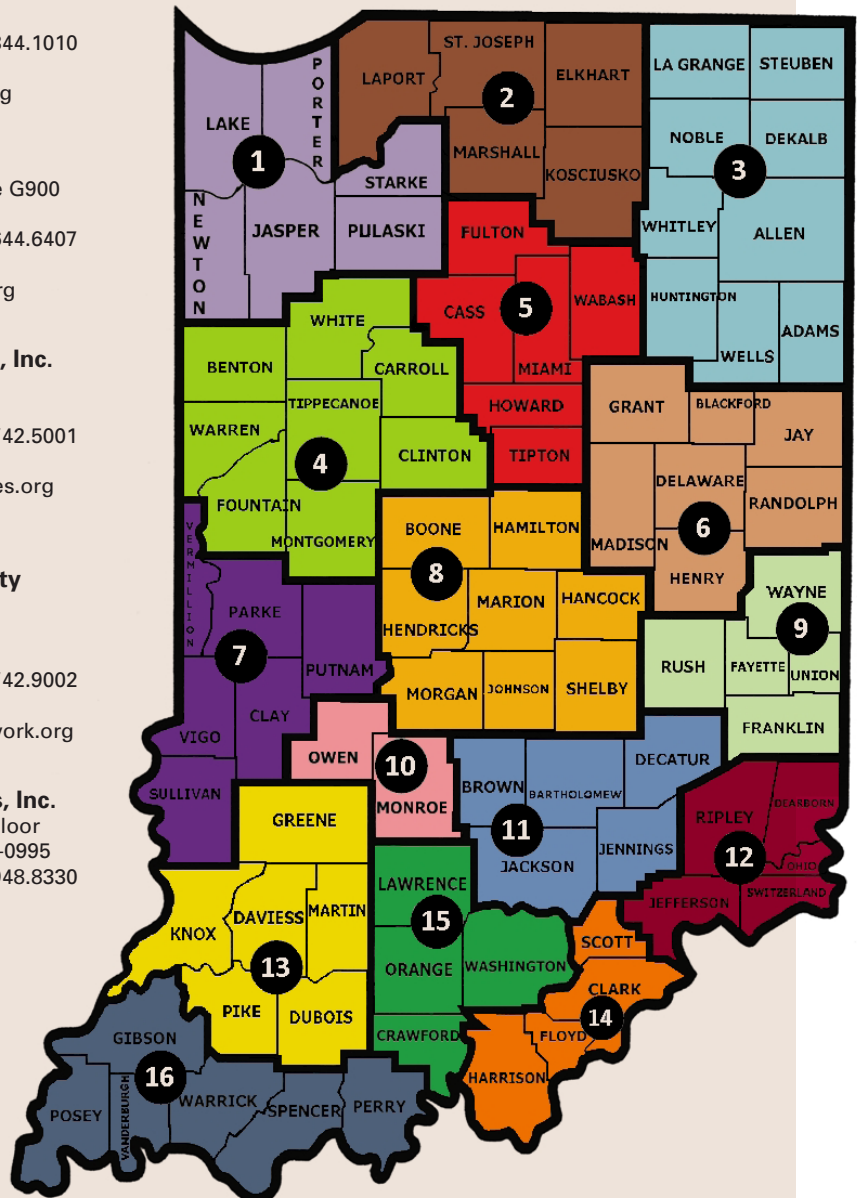 844.1010
g
e G900
644.6407
rg
, Inc.
742.5001
es.org
ty
742.9002
work.org
s, Inc.
loor
-0995
948.8330
LAKE
PORTER
1
NEWTON
JASPER
STARKE
PULASKI
LAPORT
ST. JOSEPH
ELKHART
2
MARSHALL
KOSCIUSKO
LA GRANGE
STEUBEN
NOBLE
DEKALB
3
WHITLEY
ALLEN
HUNTINGTON
WELLS
ADAMS
WHITE
BENTON
CARROLL
TIPPECANOE
WARREN
4
CLINTON
FOUNTAIN
MONTGOMERY
FULTON
CASS
5
WABASH
MIAMI
HOWARD
TIPTON
GRANT
BLACKFORD
JAY
DELAWARE
RANDOLPH
6
MADISON
HENRY
VERMILLION
PARKE
7
PUTNAM
VIGO
CLAY
SULLIVAN
BOONE
HAMILTON
8
MARION
HANCOCK
HENDRICKS
MORGAN
JOHNSON
SHELBY
WAYNE
9
RUSH
FAYETTE
UNION
FRANKLIN
OWEN
10
MONROE
BROWN
BARTHOLOMEW
DECATUR
11
JACKSON
JENNINGS
RIPLEY
DEARBORN
12
OHIO
JEFFERSON
SWITZERLAND
GREENE
KNOX
DAVIESS
MARTIN
13
PIKE
DUBOIS
SCOTT
CLARK
14
FLOYD
HARRISON
LAWRENCE
15
ORANGE
WASHINGTON
CRAWFORD
GIBSON
16
POSEY
VANDERBURGH
WARRICK
SPENCER
PERRY